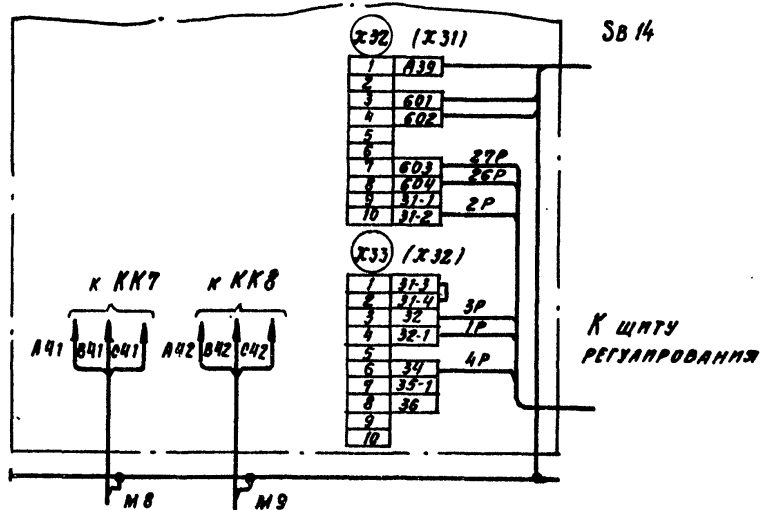 X32 (X31)
SB 14
1 A39
2
3 601
4 602
5
6
7 603 27P
8 604 26P
9 31-1
10 31-2 2P
X33 (X32)
1 31-3
2 31-4
3 32 3P
4 32-1 1P
5
6 34 4P
7 35-1
8 36
9
10
к КК7 к КК8
A41 B41 C41 A42 B42 C42
К ЩИТУ
РЕГУЛИРОВАНИЯ
M8 M9